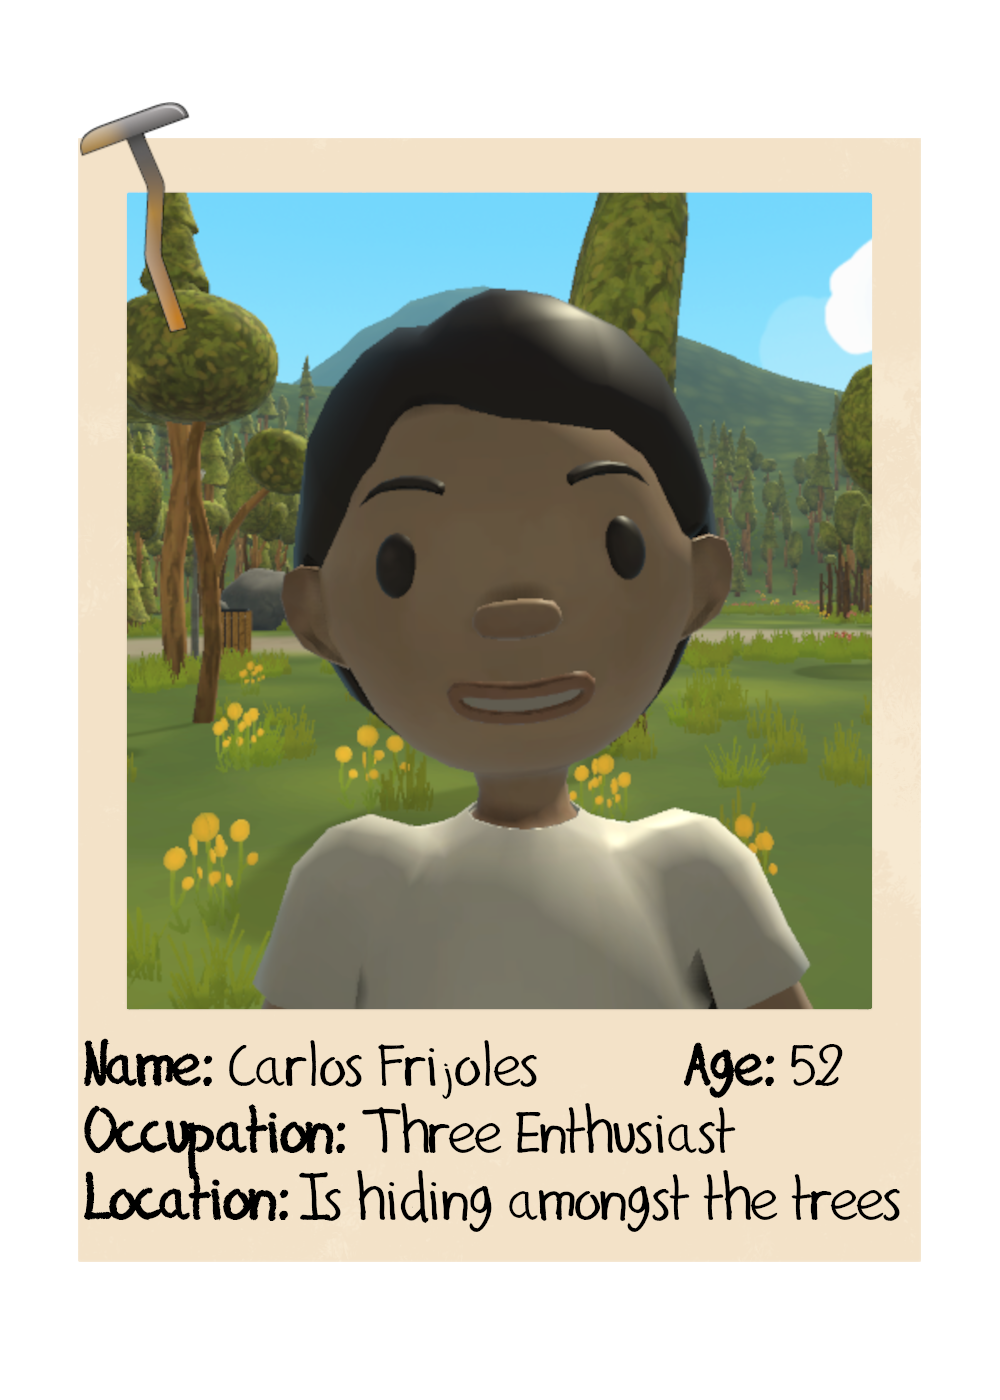 Name: Carlos Frijoles Age: 52
Occupation: Three Enthusiast
Location: Is hiding amongst the trees